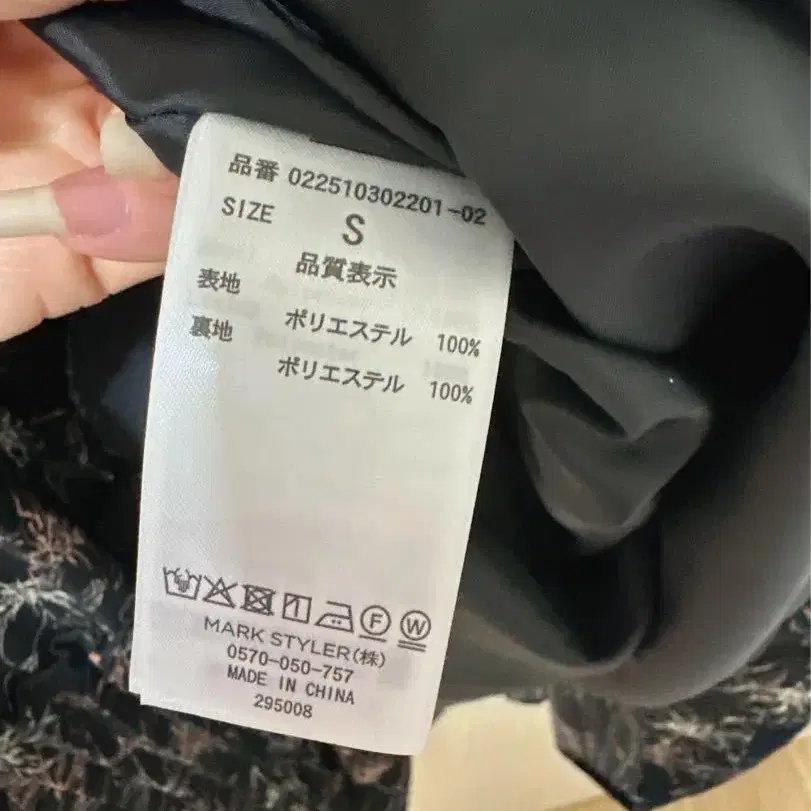 品番 022510302201-02
SIZE S
品質表示
表地 ポリエステル 100%
裏地 ポリエステル 100%
F W
MARK STYLER(株)
0570-050-757
MADE IN CHINA
295008